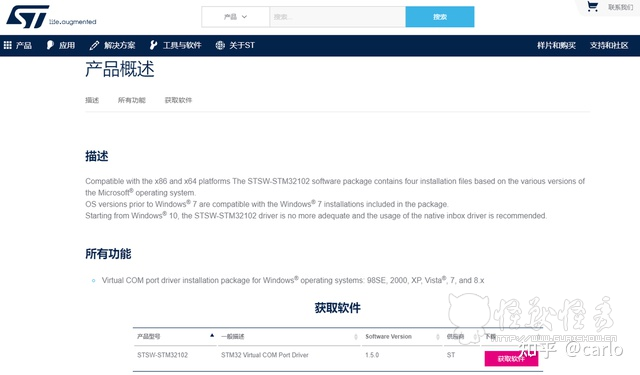 ST life.augmented
产品
搜索...
搜索
联系我们
产品
应用
解决方案
工具与软件
关于ST
样片和购买
支持和社区
产品概述
描述
所有功能
获取软件
描述
Compatible with the x86 and x64 platforms The STSW-STM32102 software package contains four installation files based on the various versions of
the Microsoft® operating system.
OS versions prior to Windows® 7 are compatible with the Windows® 7 installations included in the package.
Starting from Windows® 10, the STSW-STM32102 driver is no more adequate and the usage of the native inbox driver is recommended.
所有功能
Virtual COM port driver installation package for Windows® operating systems: 98SE, 2000, XP, Vista®, 7, and 8.x
获取软件
产品型号
一般描述
Software Version
供应商
下载
STSW-STM32102
STM32 Virtual COM Port Driver
1.5.0
ST
获取软件
知乎 @carlo